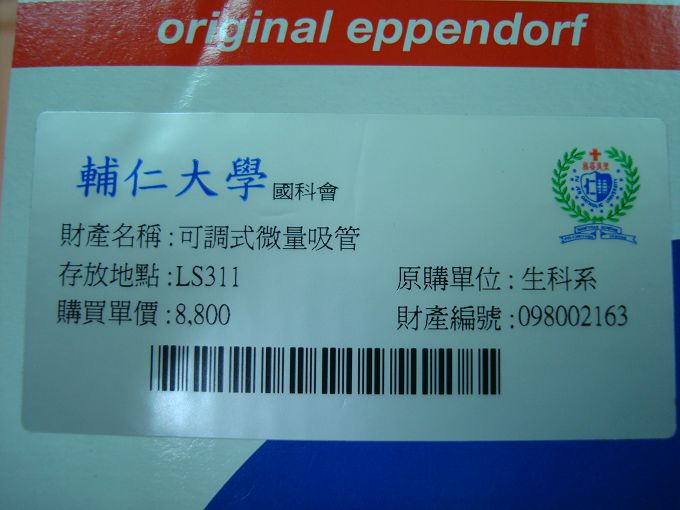 original eppendorf
輔仁大學 國科會
財產名稱：可調式微量吸管
存放地點：LS311
原購單位：生科系
購買單價：8,800
財產編號：098002163